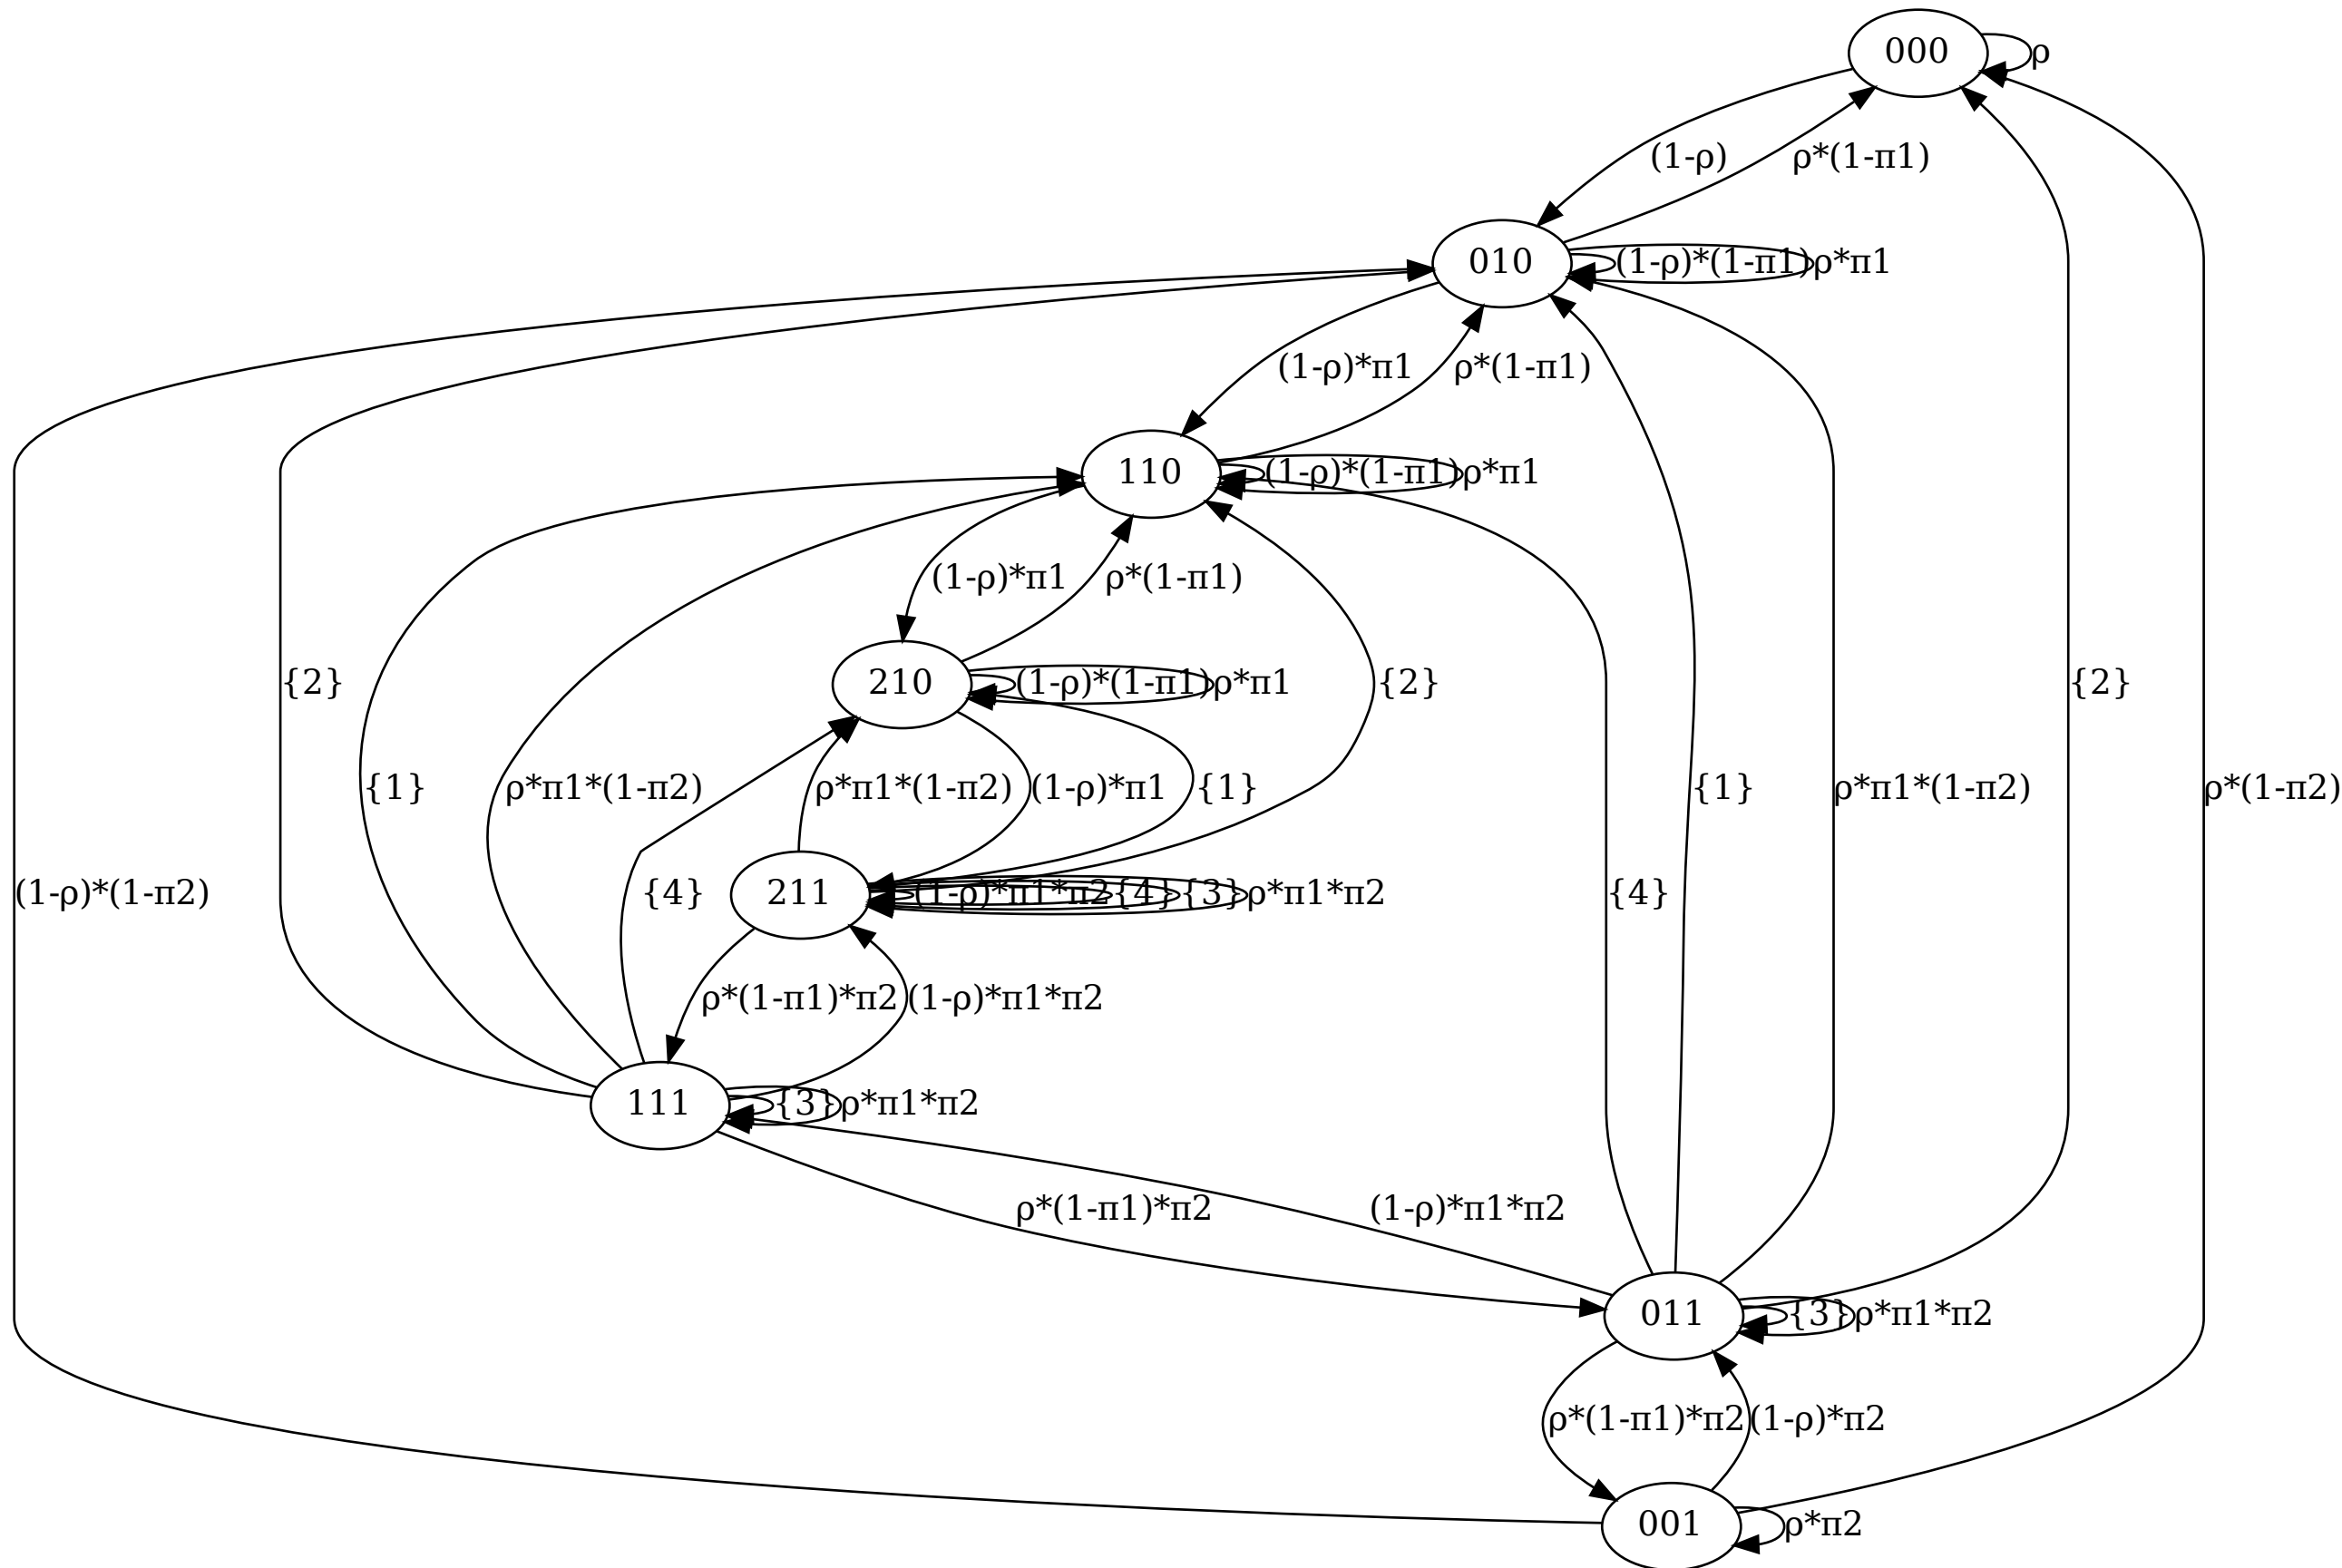 000
ρ
(1-ρ)
ρ*(1-π1)
010
(1-ρ)*(1-π1)
ρ*π1
(1-ρ)*π1
ρ*(1-π1)
110
(1-ρ)*(1-π1)
ρ*π1
(1-ρ)*π1
ρ*(1-π1)
{2}
210
(1-ρ)*(1-π1)
ρ*π1
{2}
{2}
{1}
ρ*π1*(1-π2)
ρ*π1*(1-π2)
(1-ρ)*π1
{1}
{1}
ρ*π1*(1-π2)
ρ*(1-π2)
(1-ρ)*(1-π2)
{4}
211
(1-ρ)*π1*π2
{4}
{3}
ρ*π1*π2
{4}
ρ*(1-π1)*π2
(1-ρ)*π1*π2
111
{3}
ρ*π1*π2
ρ*(1-π1)*π2
(1-ρ)*π1*π2
011
{3}
ρ*π1*π2
ρ*(1-π1)*π2
(1-ρ)*π2
001
ρ*π2